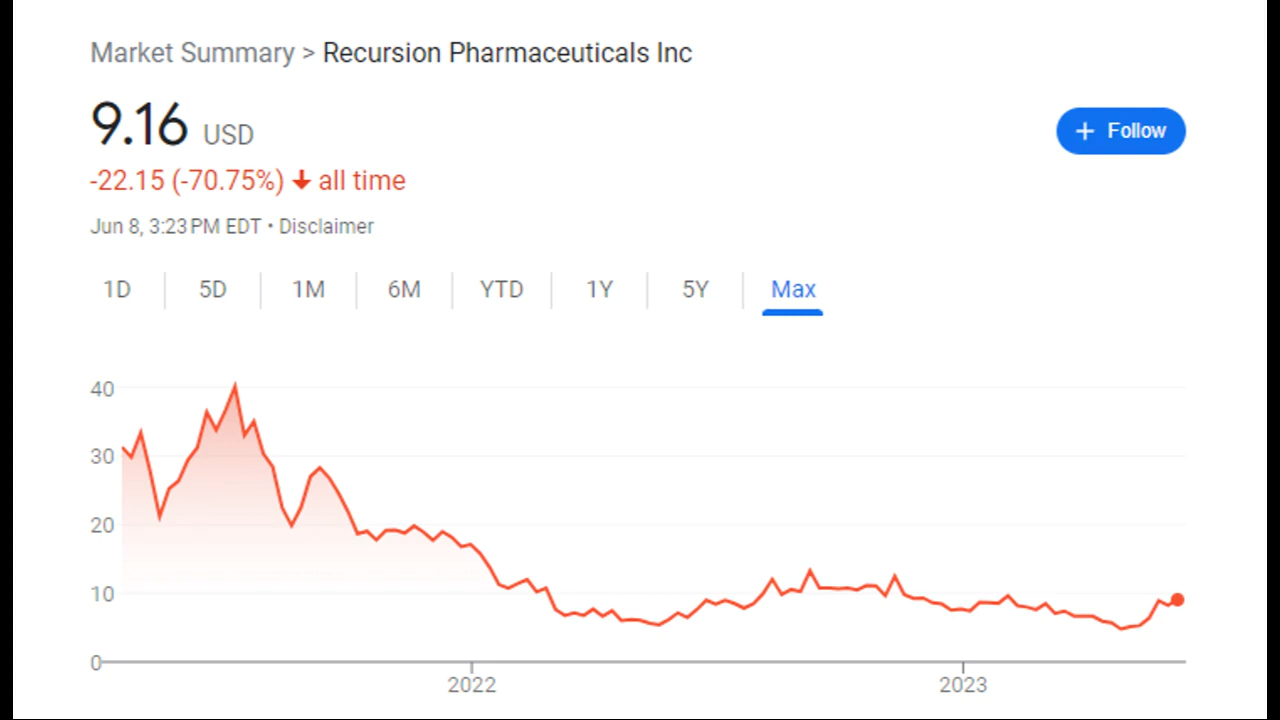 Market Summary > Recursion Pharmaceuticals Inc
9.16 USD
+ Follow
-22.15 (-70.75%) ↓ all time
Jun 8, 3:23 PM EDT • Disclaimer
1D 5D 1M 6M YTD 1Y 5Y Max
40
30
20
10
0
2022 2023